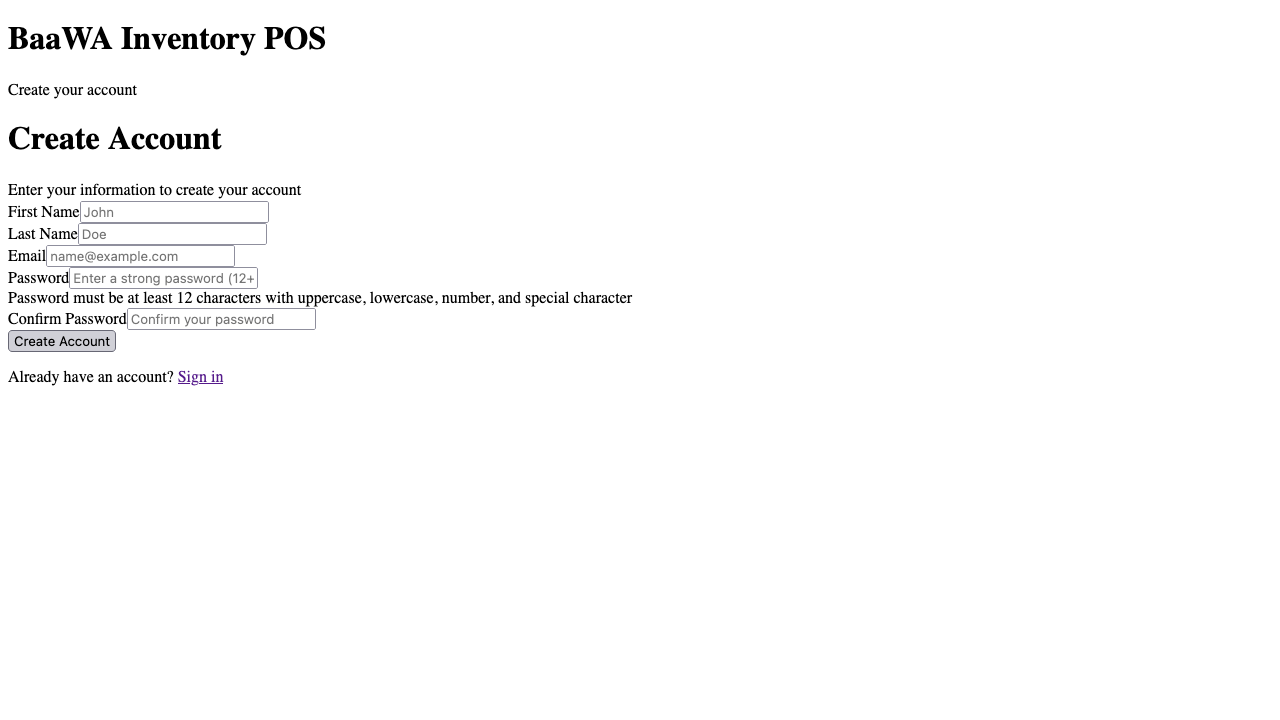 BaaWA Inventory POS
Create your account
Create Account
Enter your information to create your account
First Name John
Last Name Doe
Email name@example.com
Password Enter a strong password (12+
Password must be at least 12 characters with uppercase, lowercase, number, and special character
Confirm Password Confirm your password
Create Account
Already have an account? Sign in